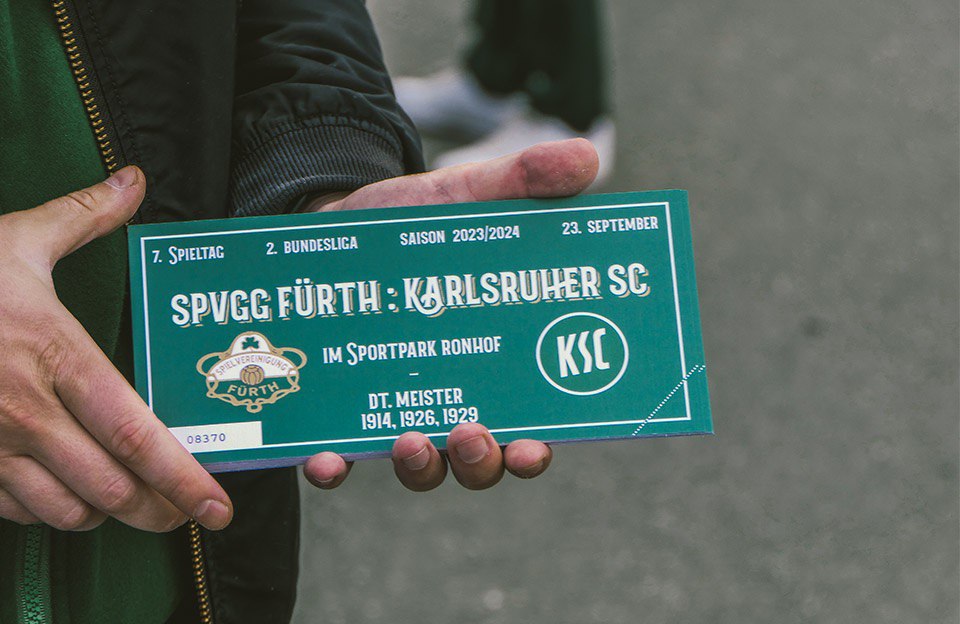 7. Spieltag 2. Bundesliga Saison 2023/2024 23. September
SPVGG FÜRTH : KARLSRUHER SC
SPIELVEREINIGUNG
FÜRTH
im Sportpark Ronhof
–
DT. MEISTER
1914, 1926, 1929
KSC
08370